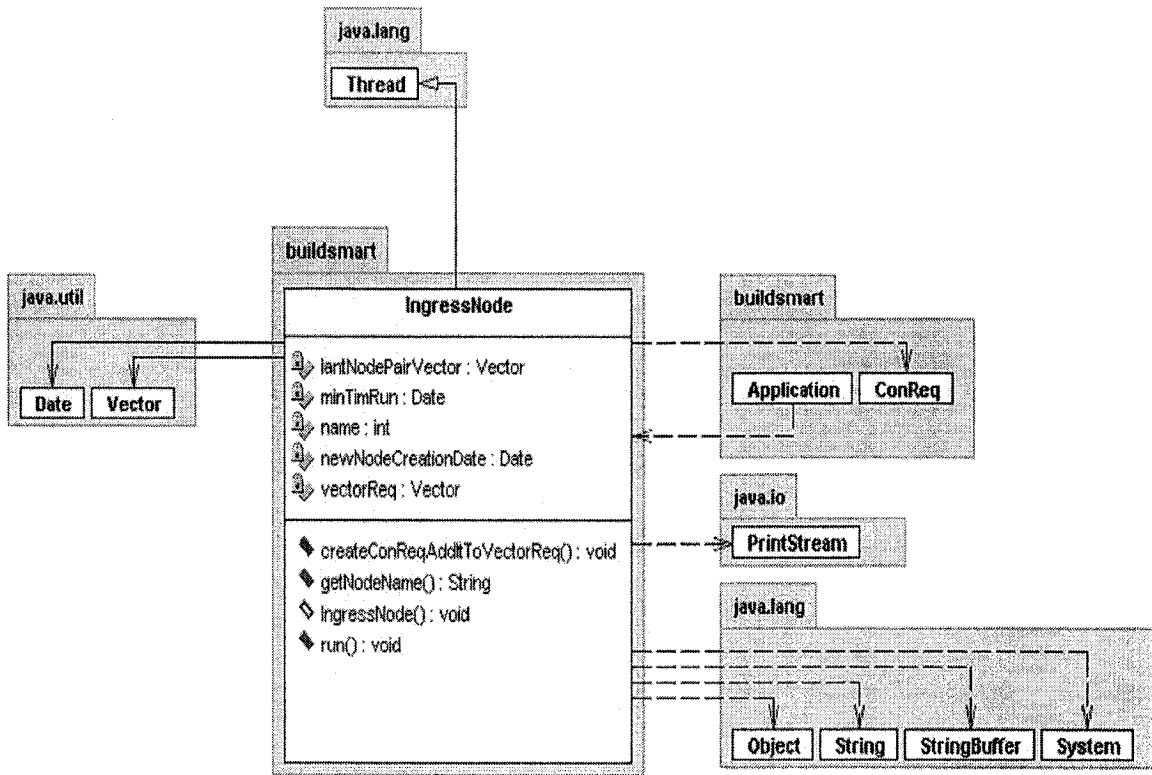 java.lang
Thread
buildsmart
IngressNode
lantNodePairVector : Vector
minTimRun : Date
name : int
newNodeCreationDate : Date
vectorReq : Vector
createConReqAddItToVectorReq() : void
getNodeName() : String
IngressNode() : void
run() : void
java.util
Date
Vector
buildsmart
Application
ConReq
java.io
PrintStream
java.lang
Object
String
StringBuffer
System